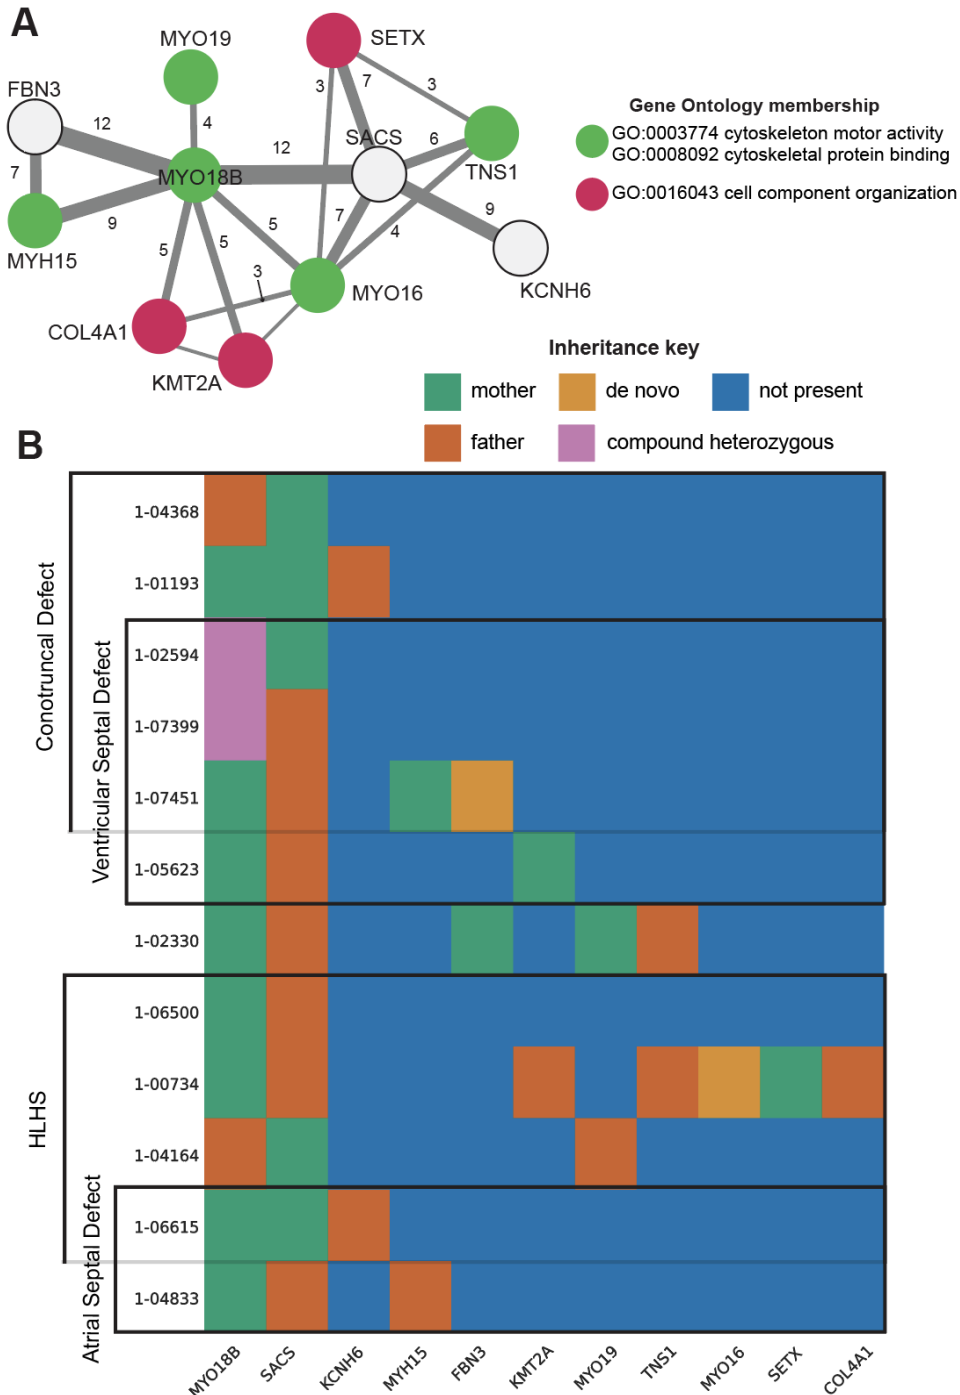 A
MYO19
SETX
FBN3
12
4
3
7
3
SACS
6
12
7
MYO18B
TNS1
9
7
9
5
5
5
4
3
MYH15
MYO16
KCNH6
COL4A1
KMT2A
Gene Ontology membership
GO:0003774 cytoskeleton motor activity
GO:0008092 cytoskeletal protein binding
GO:0016043 cell component organization
Inheritance key
mother
de novo
not present
father
compound heterozygous
B
Conotruncal Defect
Ventricular Septal Defect
HLHS
Atrial Septal Defect
1-04368
1-01193
1-02594
1-07399
1-07451
1-05623
1-02330
1-06500
1-00734
1-04164
1-06615
1-04833
MYO18B
SACS
KCNH6
MYH15
FBN3
KMT2A
MYO19
TNS1
MYO16
SETX
COL4A1